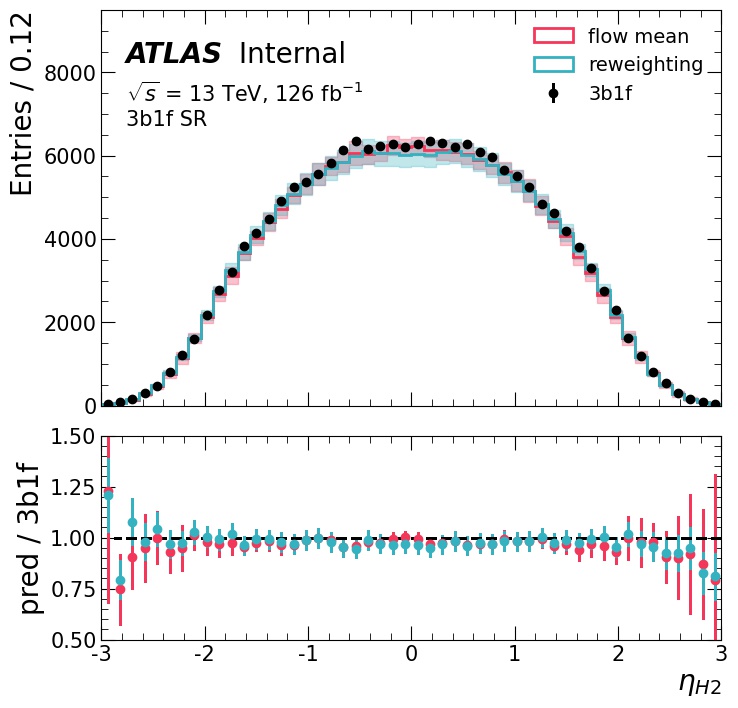 Entries / 0.12
8000
6000
4000
2000
0
ATLAS Internal
√s = 13 TeV, 126 fb⁻¹
3b1f SR
flow mean
reweighting
3b1f
pred / 3b1f
1.50
1.25
1.00
0.75
0.50
-3 -2 -1 0 1 2 3
η_H2